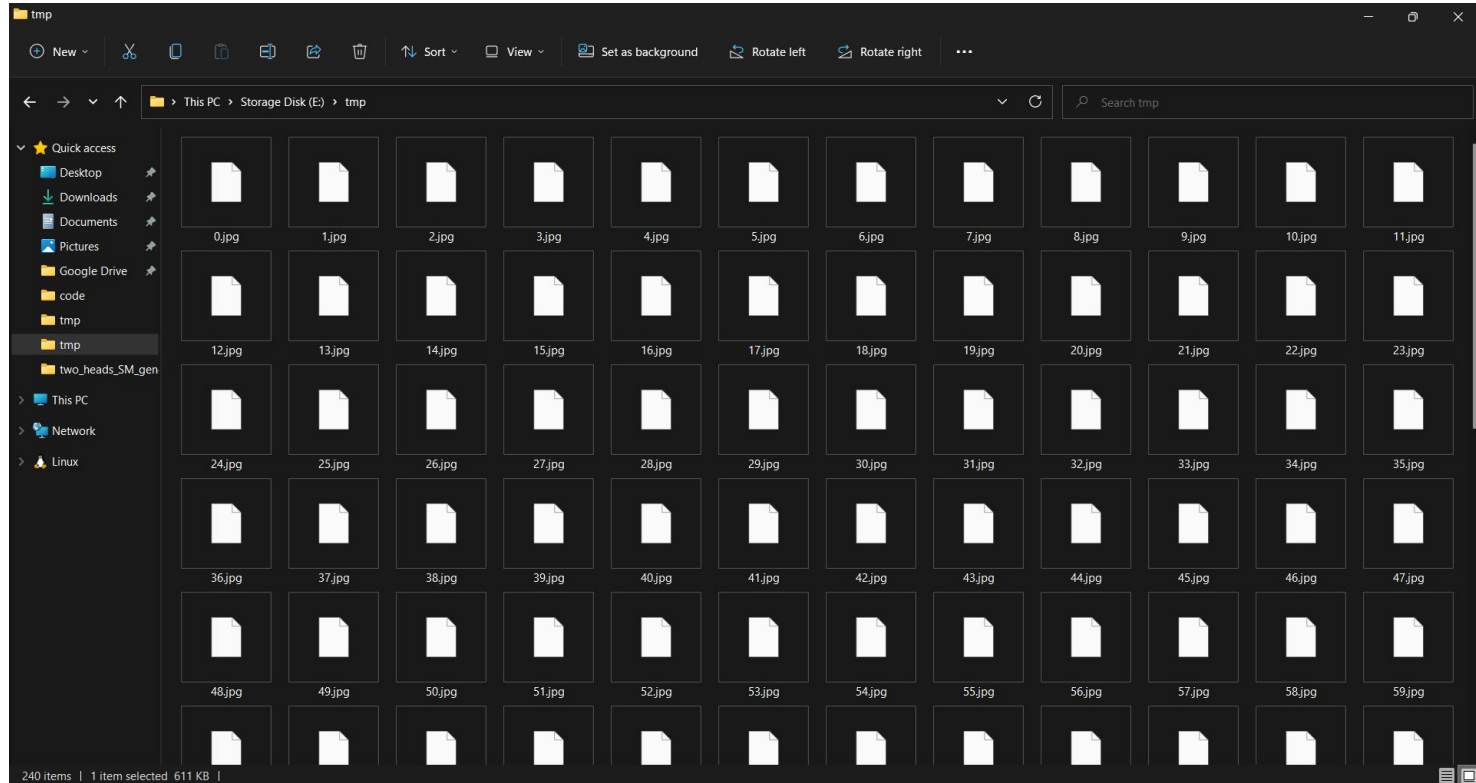 tmp
New
Sort
View
Set as background
Rotate left
Rotate right
This PC
Storage Disk (E:)
tmp
Search tmp
Quick access
Desktop
Downloads
Documents
Pictures
Google Drive
code
tmp
tmp
two_heads_SM_gen
This PC
Network
Linux
0.jpg 1.jpg 2.jpg 3.jpg 4.jpg 5.jpg 6.jpg 7.jpg 8.jpg 9.jpg 10.jpg 11.jpg
12.jpg 13.jpg 14.jpg 15.jpg 16.jpg 17.jpg 18.jpg 19.jpg 20.jpg 21.jpg 22.jpg 23.jpg
24.jpg 25.jpg 26.jpg 27.jpg 28.jpg 29.jpg 30.jpg 31.jpg 32.jpg 33.jpg 34.jpg 35.jpg
36.jpg 37.jpg 38.jpg 39.jpg 40.jpg 41.jpg 42.jpg 43.jpg 44.jpg 45.jpg 46.jpg 47.jpg
48.jpg 49.jpg 50.jpg 51.jpg 52.jpg 53.jpg 54.jpg 55.jpg 56.jpg 57.jpg 58.jpg 59.jpg
240 items | 1 item selected 611 KB |